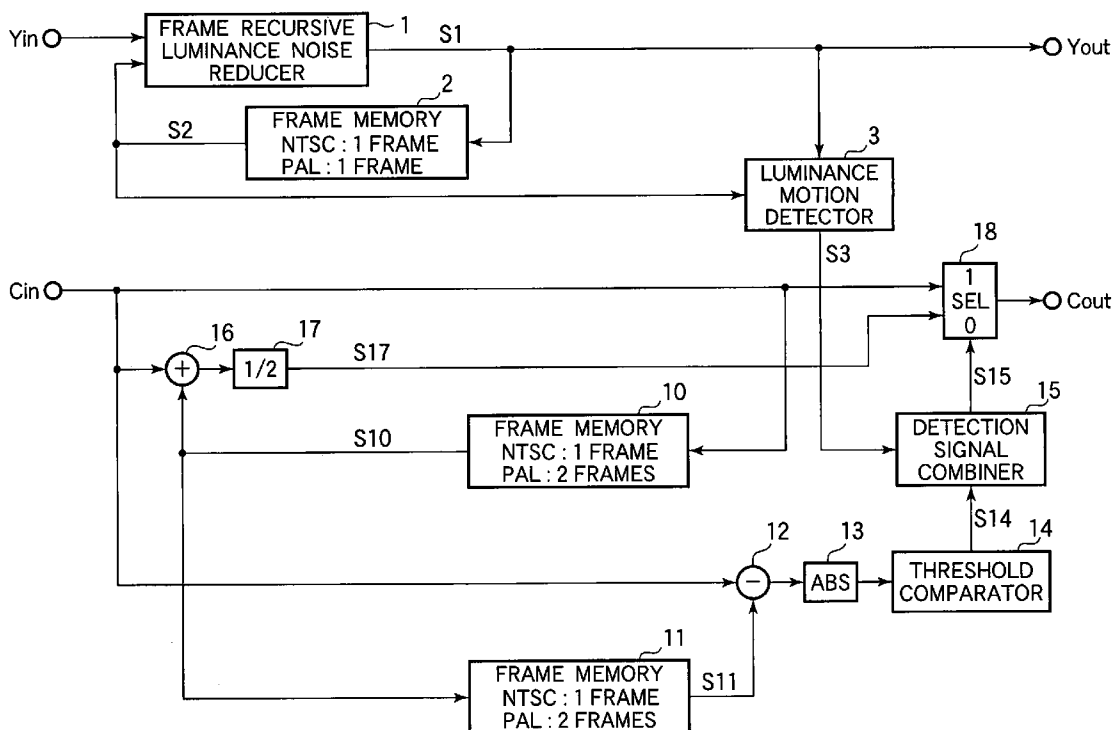 Yin
FRAME RECURSIVE
LUMINANCE NOISE
REDUCER
1
S1
Yout
2
FRAME MEMORY
NTSC : 1 FRAME
PAL : 1 FRAME
S2
3
LUMINANCE
MOTION
DETECTOR
S3
18
Cin
1
SEL
0
Cout
16
+
17
1/2
S17
S15
10
FRAME MEMORY
NTSC : 1 FRAME
PAL : 2 FRAMES
S10
15
DETECTION
SIGNAL
COMBINER
S14
12
−
13
ABS
14
THRESHOLD
COMPARATOR
11
FRAME MEMORY
NTSC : 1 FRAME
PAL : 2 FRAMES
S11